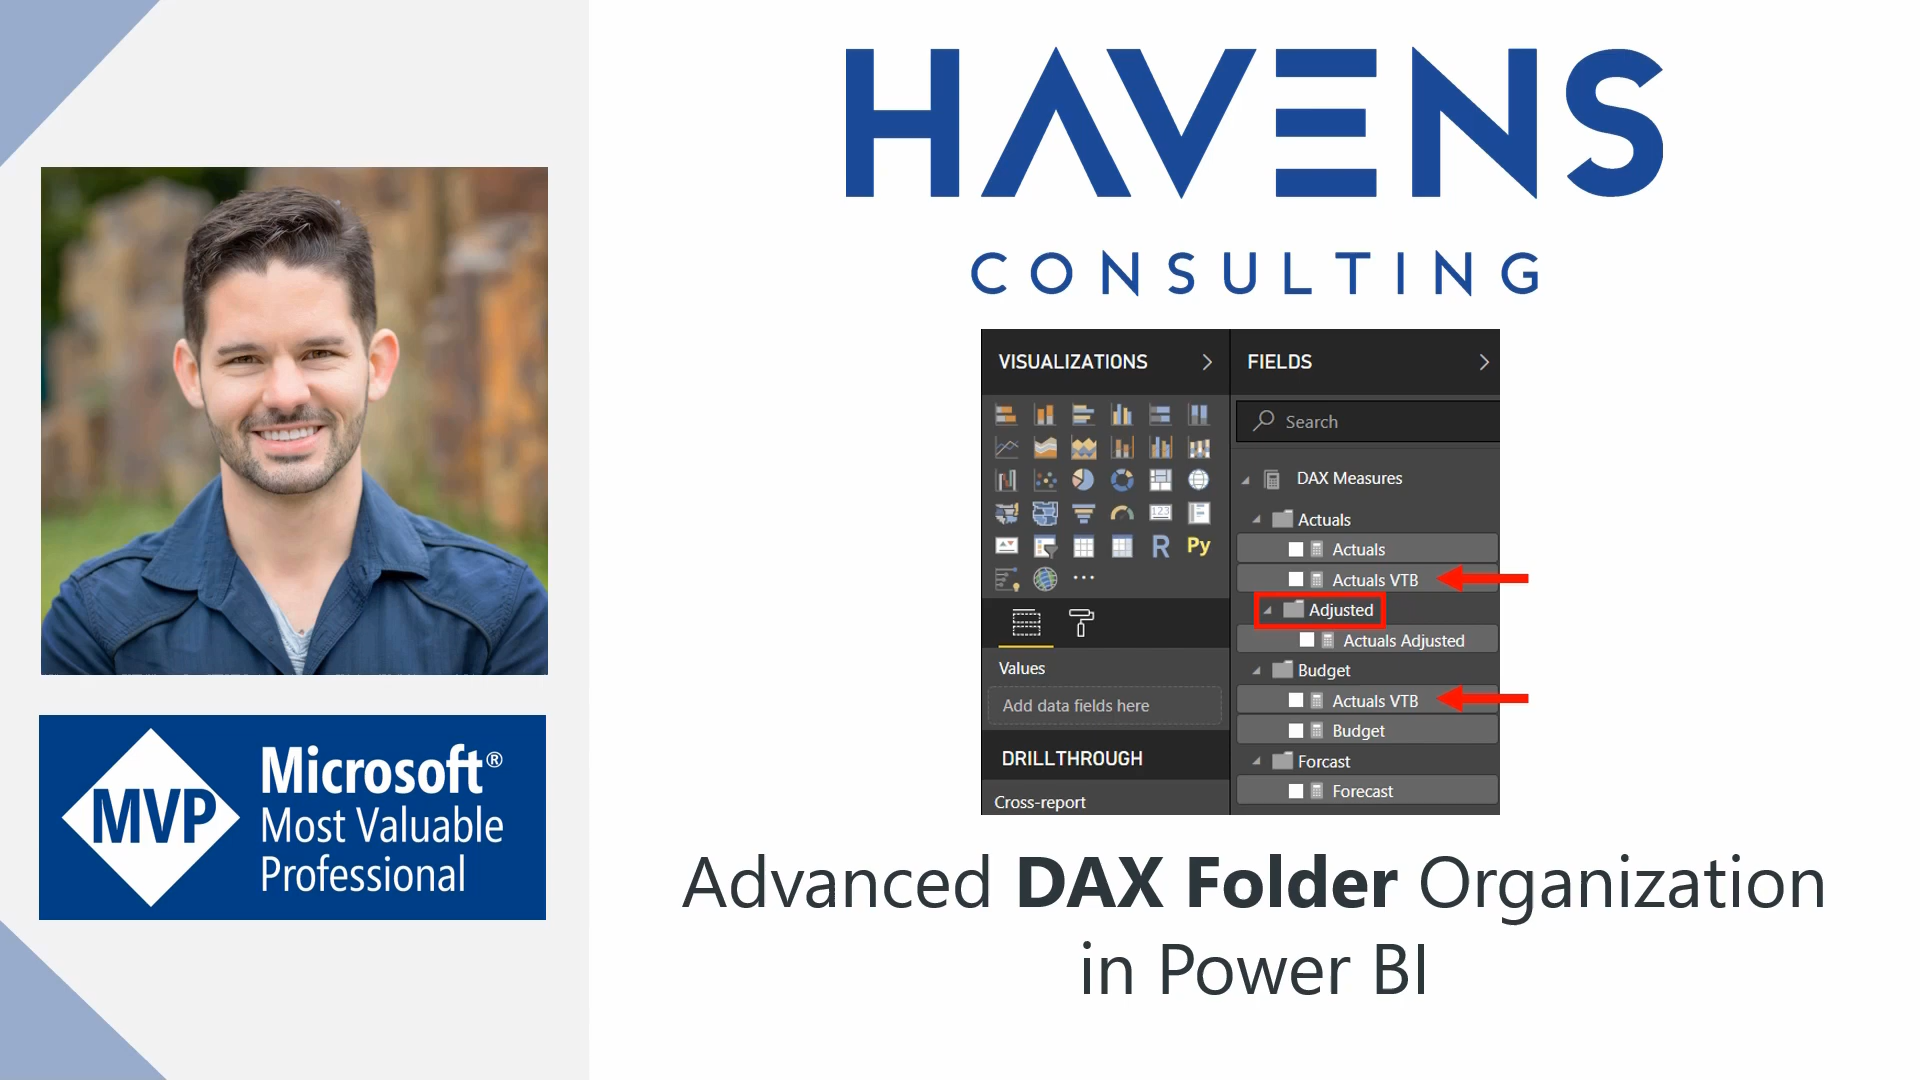 HAVENS
CONSULTING
MVP
Microsoft®
Most Valuable
Professional
VISUALIZATIONS
123
R
Py
Values
Add data fields here
DRILLTHROUGH
Cross-report
FIELDS
Search
DAX Measures
Actuals
Actuals
Actuals VTB
Adjusted
Actuals Adjusted
Budget
Actuals VTB
Budget
Forcast
Forecast
Advanced DAX Folder Organization
in Power BI